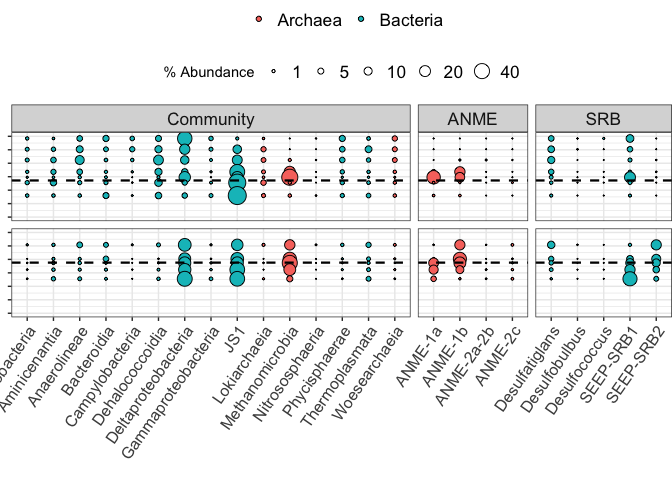 Archaea Bacteria
% Abundance 1 5 10 20 40
Community ANME SRB
Aminicenantia
Anaerolineae
Bacteroidia
Campylobacteria
Dehalococcoidia
Deltaproteobacteria
Gammaproteobacteria
JS1
Lokiarchaeia
Methanomicrobia
Nitrososphaeria
Phycisphaerae
Thermoplasmata
Woesearchaeia
ANME-1a
ANME-1b
ANME-2a-2b
ANME-2c
Desulfatiglans
Desulfobulbus
Desulfococcus
SEEP-SRB1
SEEP-SRB2